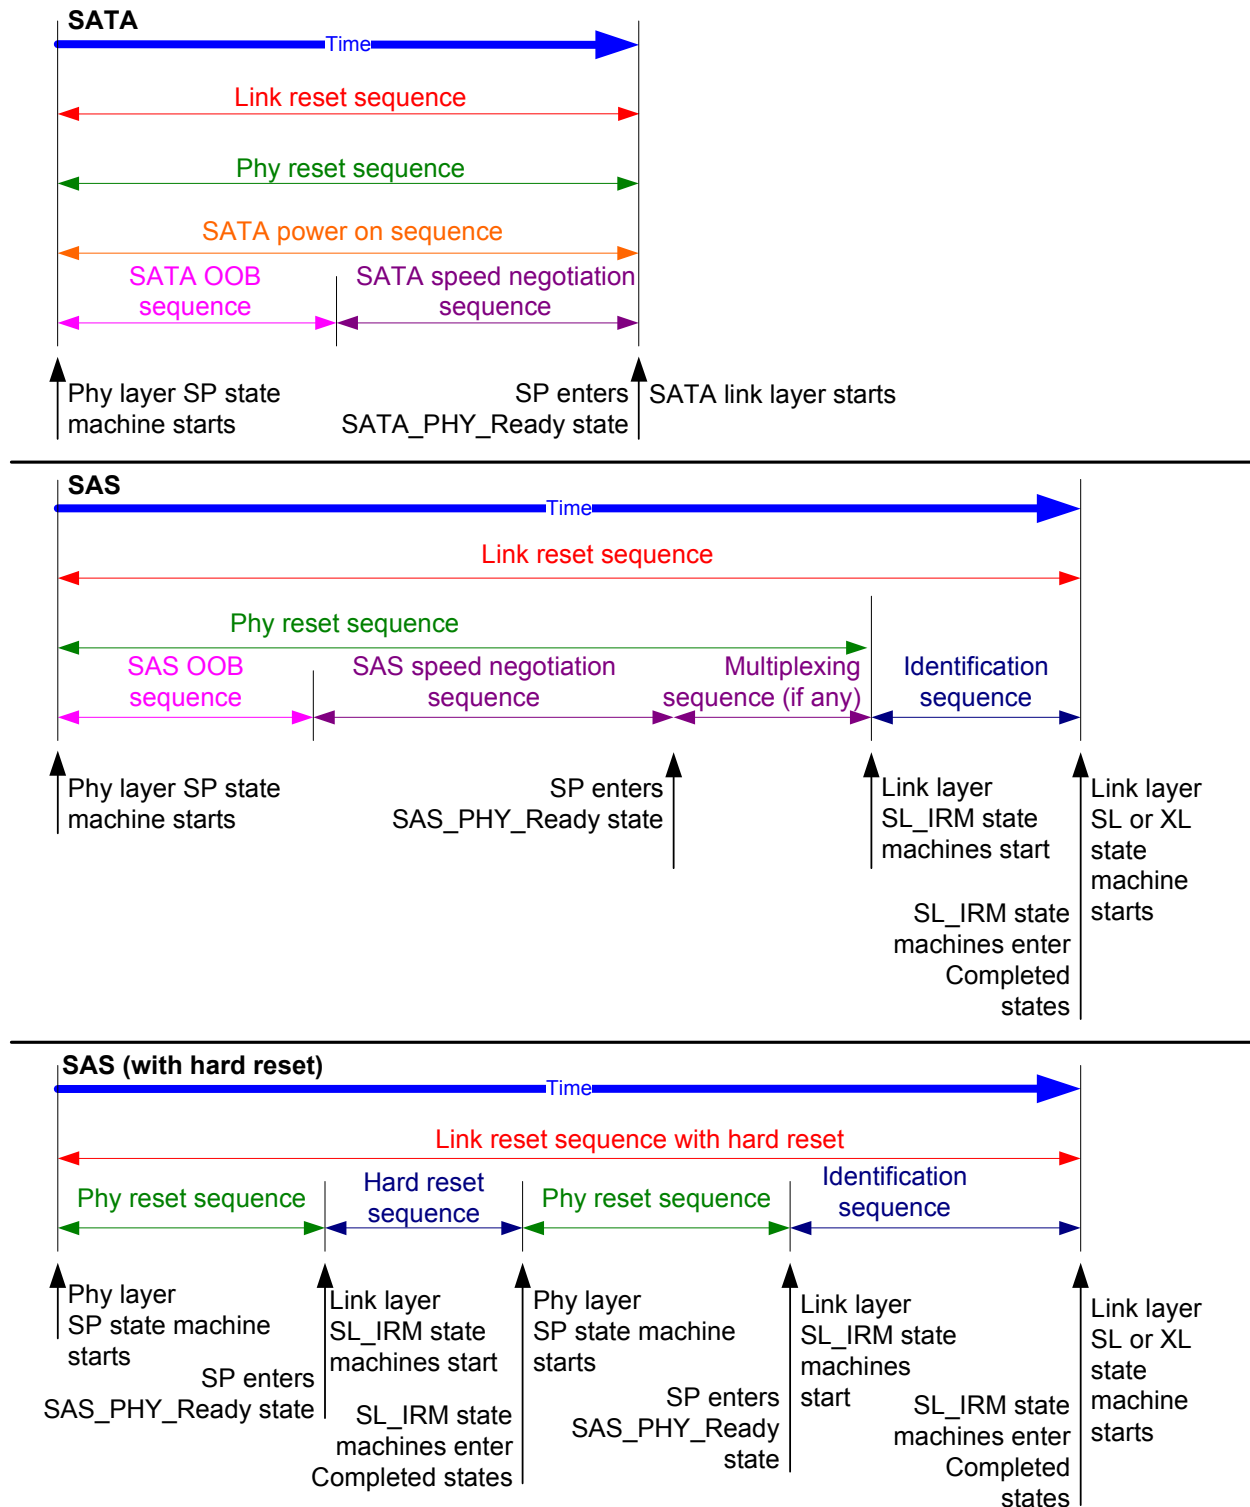 SATA
Time
Link reset sequence
Phy reset sequence
SATA power on sequence
SATA OOB
sequence
SATA speed negotiation
sequence
Phy layer SP state
machine starts
SP enters
SATA_PHY_Ready state
SATA link layer starts
SAS
Time
Link reset sequence
Phy reset sequence
SAS OOB
sequence
SAS speed negotiation
sequence
Multiplexing
sequence (if any)
Identification
sequence
Phy layer SP state
machine starts
SP enters
SAS_PHY_Ready state
Link layer
SL_IRM state
machines start
SL_IRM state
machines enter
Completed
states
Link layer
SL or XL
state
machine
starts
SAS (with hard reset)
Time
Link reset sequence with hard reset
Phy reset sequence
Hard reset
sequence
Phy reset sequence
Identification
sequence
Phy layer
SP state machine
starts
SP enters
SAS_PHY_Ready state
Link layer
SL_IRM state
machines start
SL_IRM state
machines enter
Completed states
Phy layer
SP state machine
starts
SP enters
SAS_PHY_Ready
state
Link layer
SL_IRM state
machines
start
SL_IRM state
machines enter
Completed
states
Link layer
SL or XL
state
machine
starts